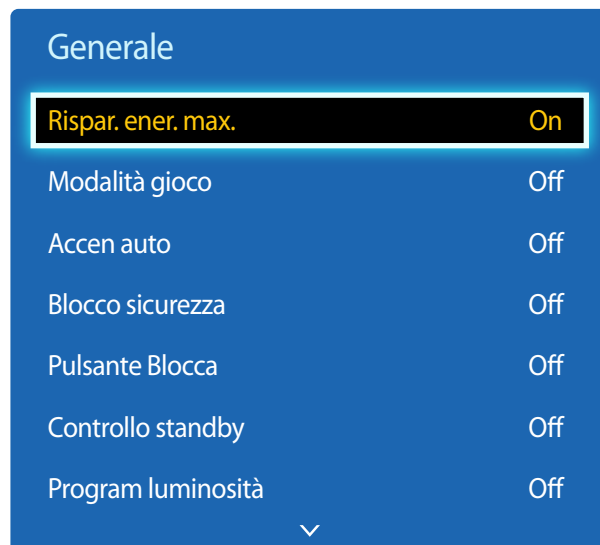 Generale
Rispar. ener. max. On
Modalità gioco Off
Accen auto Off
Blocco sicurezza Off
Pulsante Blocca Off
Controllo standby Off
Program luminosità Off